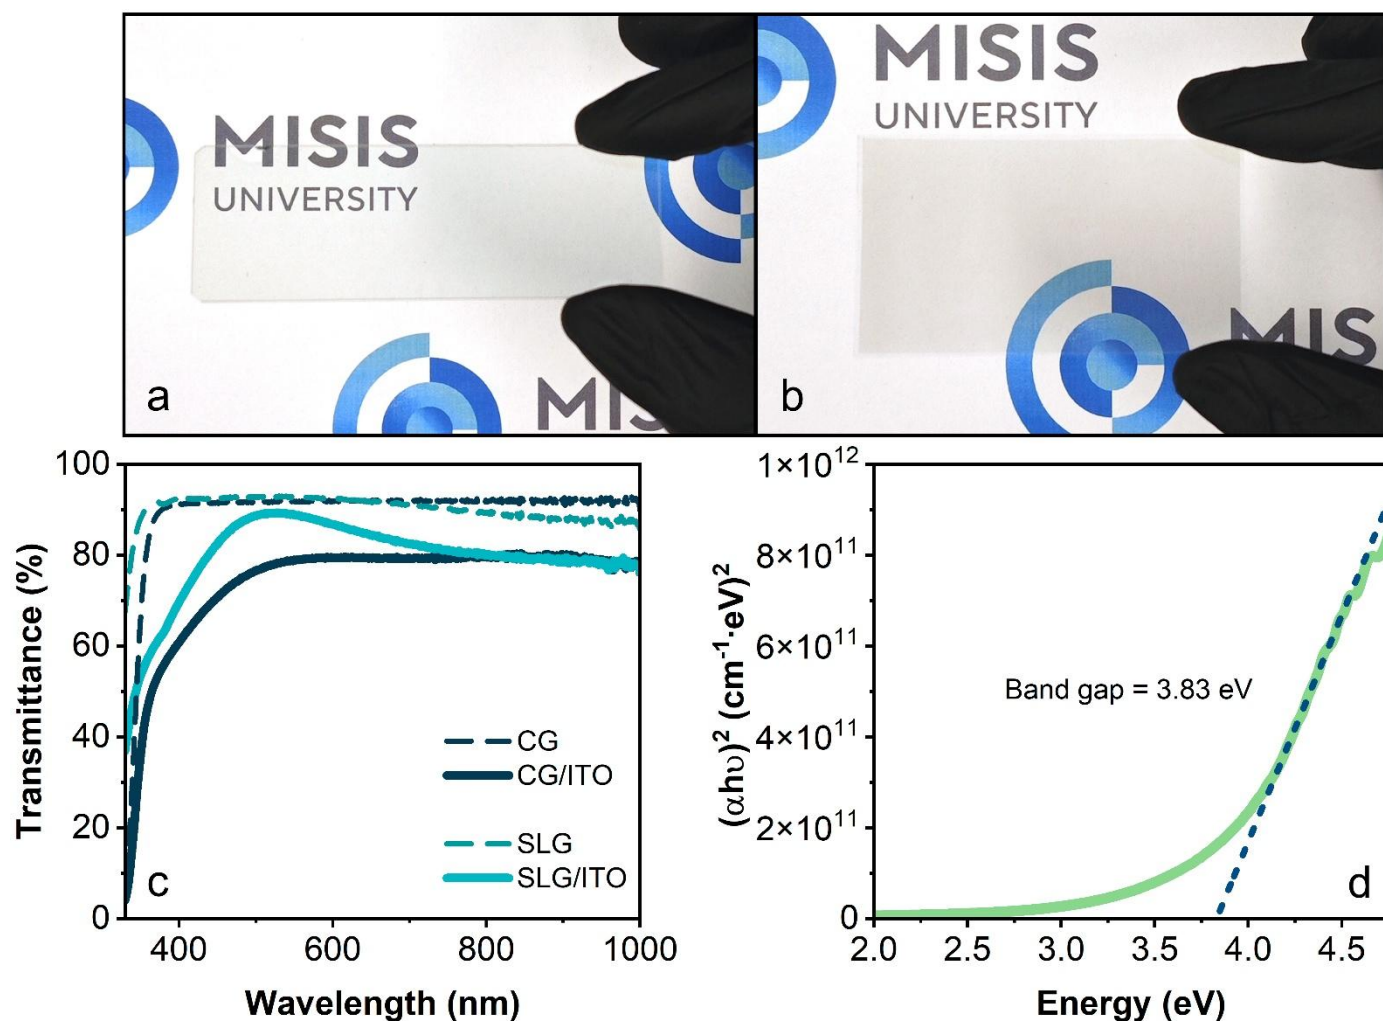 MISIS
UNIVERSITY
MIS
a
MISIS
UNIVERSITY
MIS
b
100
80
60
40
20
0
400
600
800
1000
Transmittance (%)
Wavelength (nm)
CG
CG/ITO
SLG
SLG/ITO
c
1×10¹²
8×10¹¹
6×10¹¹
4×10¹¹
2×10¹¹
0
2.0
2.5
3.0
3.5
4.0
4.5
(αhυ)² (cm⁻¹·eV)²
Energy (eV)
Band gap = 3.83 eV
d